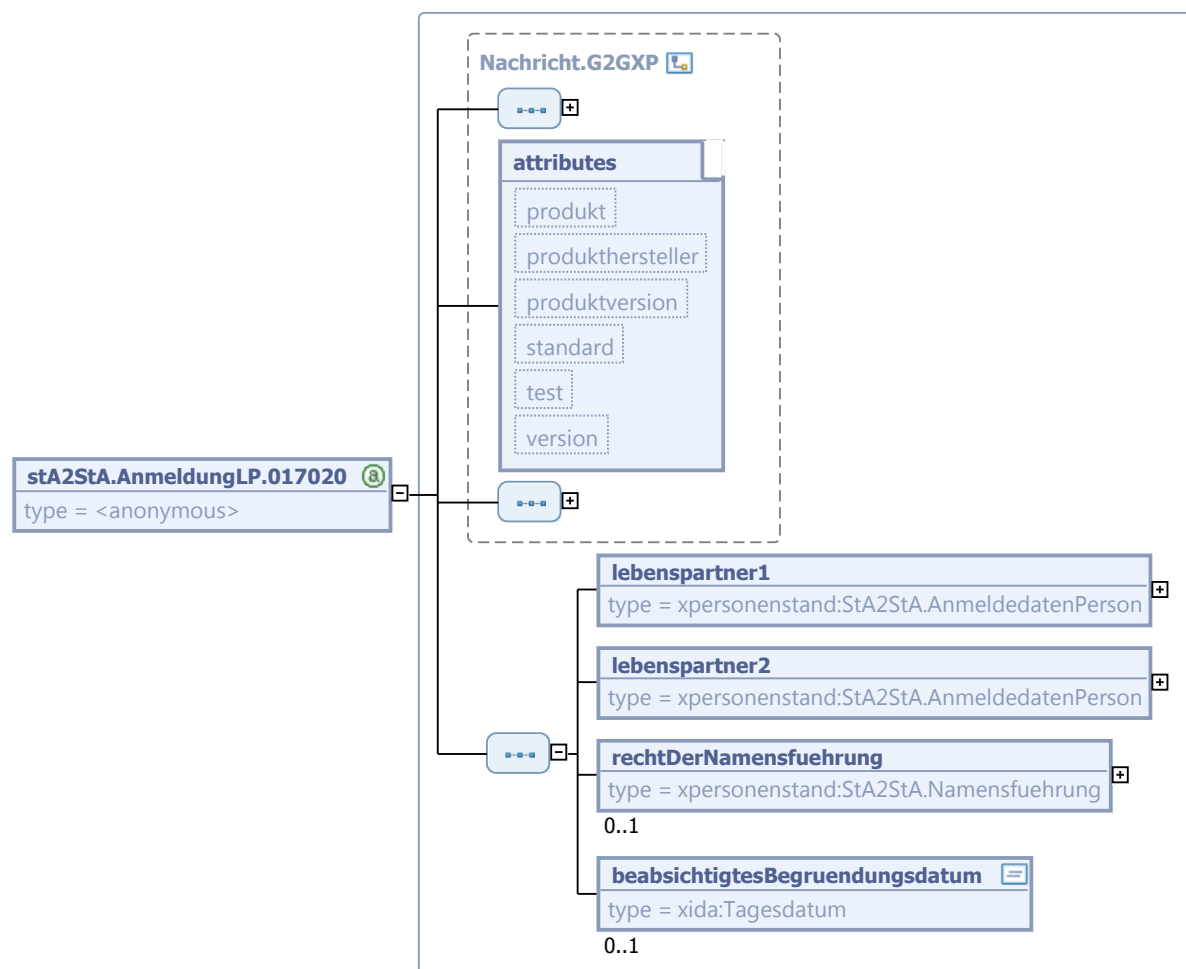 Nachricht.G2GXP
attributes
produkt
produkthersteller
produktversion
standard
test
version
stA2StA.AnmeldungLP.017020 a
type = <anonymous>
lebenspartner1
type = xpersonenstand:StA2StA.AnmeldedatenPerson
lebenspartner2
type = xpersonenstand:StA2StA.AnmeldedatenPerson
rechtDerNamensfuehrung
type = xpersonenstand:StA2StA.Namensfuehrung
0..1
beabsichtigtesBegruendungsdatum
type = xida:Tagesdatum
0..1